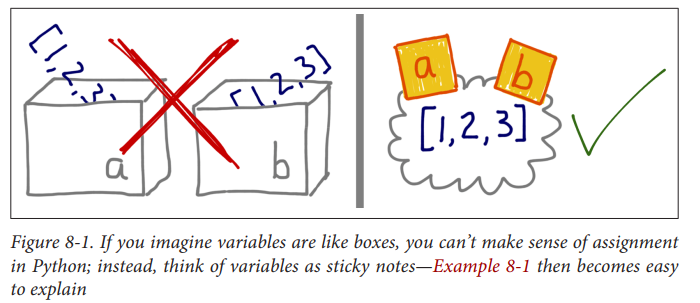 [1,2,3,
a
[1,2,3]
b
a
b
[1,2,3]
Figure 8-1. If you imagine variables are like boxes, you can’t make sense of assignment
in Python; instead, think of variables as sticky notes—Example 8-1 then becomes easy
to explain